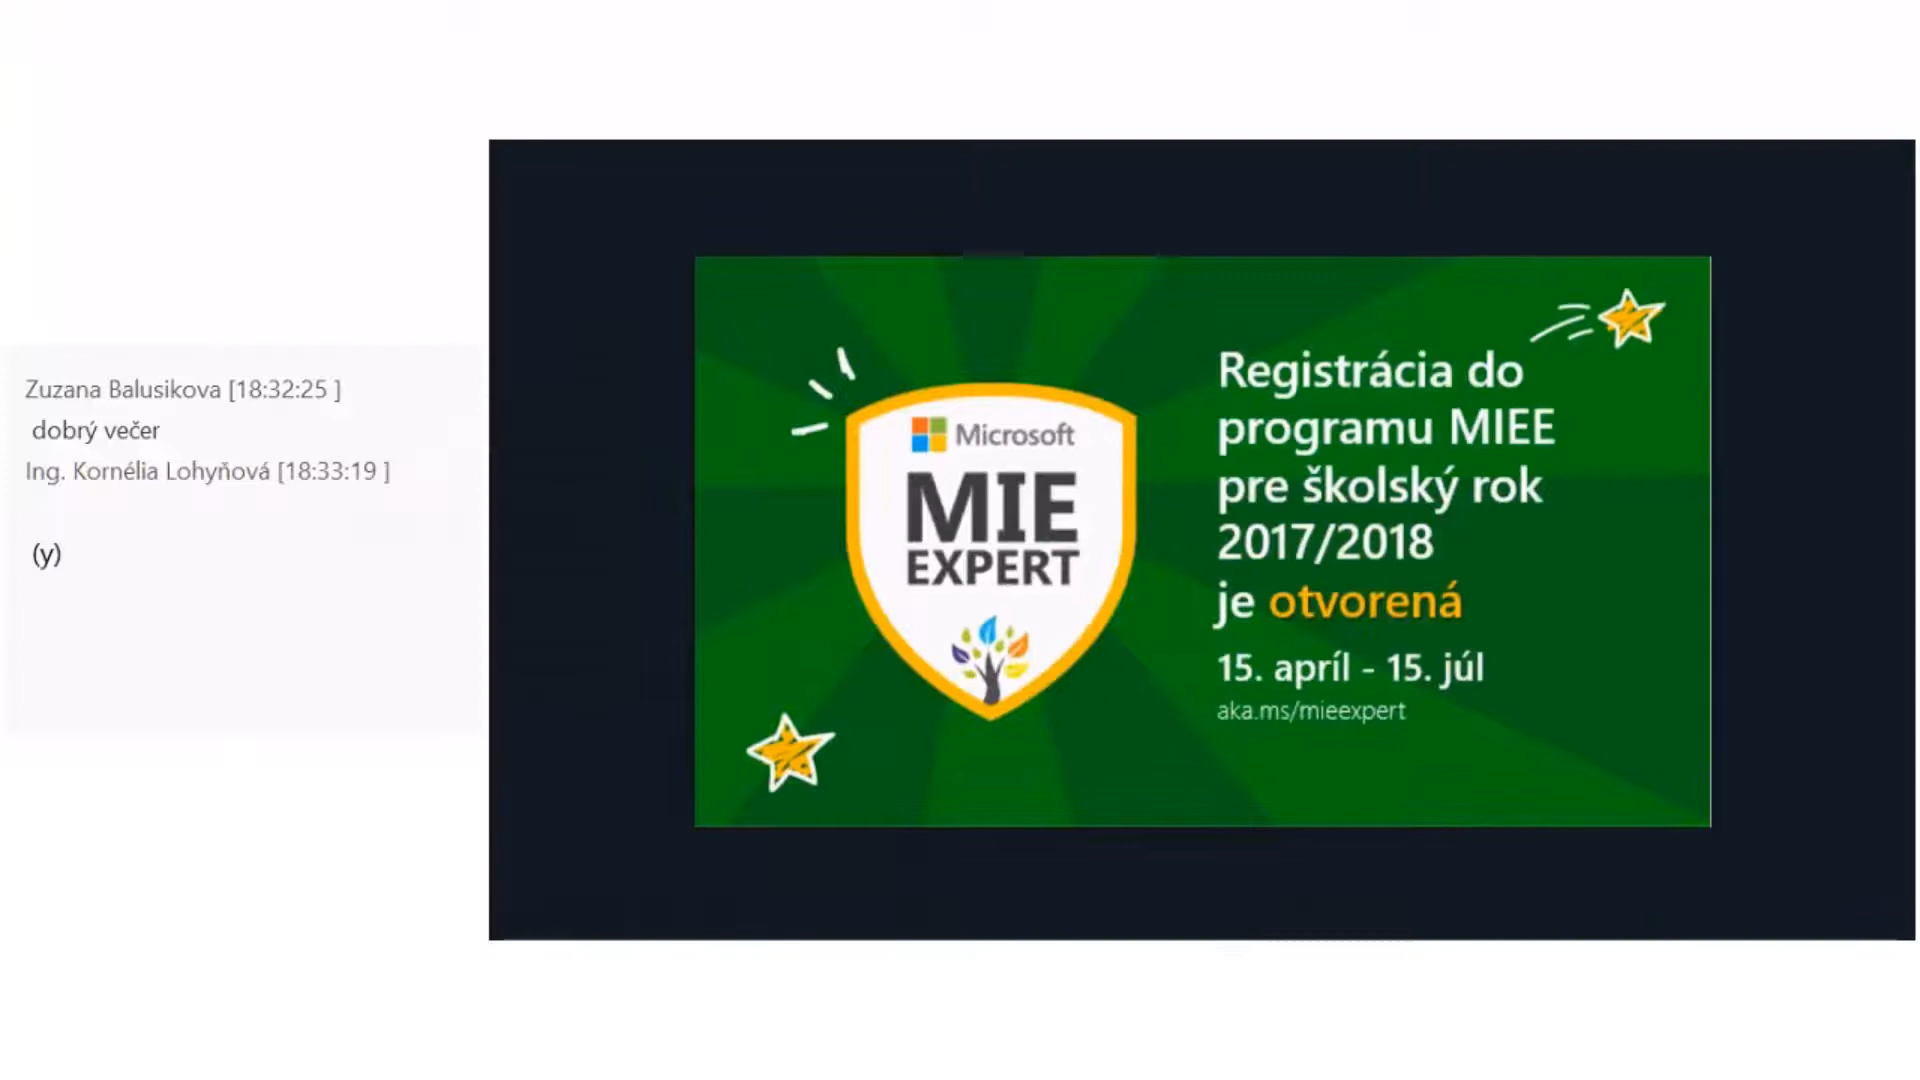 Zuzana Balusikova [18:32:25 ]
dobrý večer
Ing. Kornélia Lohyňová [18:33:19 ]
(y)
Microsoft
MIE
EXPERT
Registrácia do
programu MIEE
pre školský rok
2017/2018
je otvorená
15. apríl - 15. júl
aka.ms/mieexpert